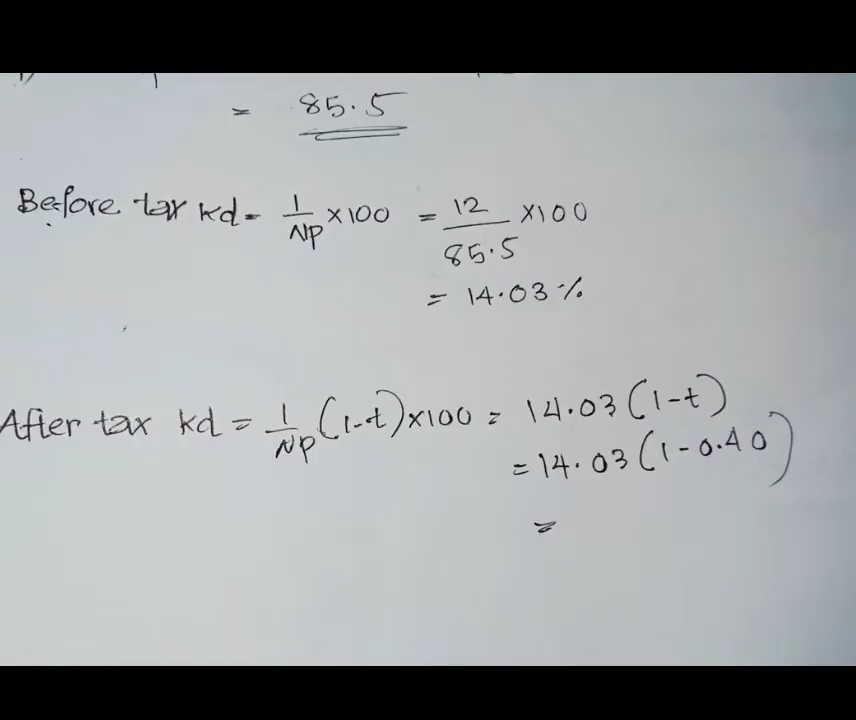 = 85.5
Before tax kd = 1/NP × 100 = 12/85.5 × 100
= 14.03 %
After tax kd = 1/NP (1-t) × 100 = 14.03 (1-t)
= 14.03 (1 - 0.40)
=